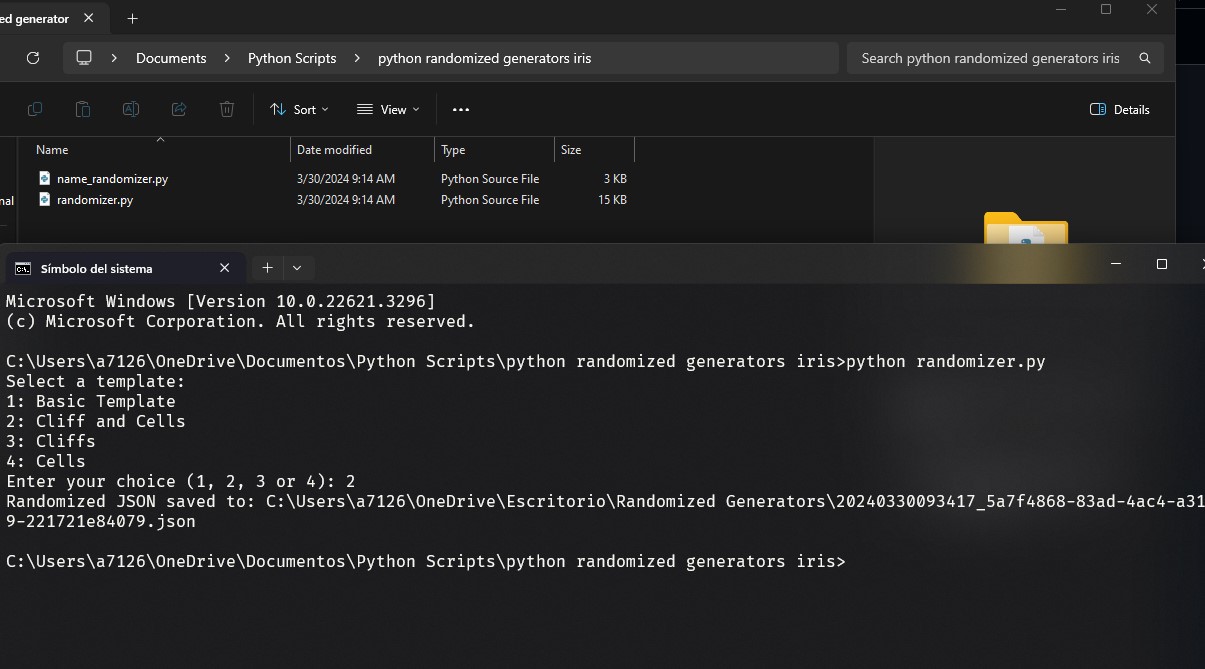 ed generator
Documents > Python Scripts > python randomized generators iris
Search python randomized generators iris
Sort
View
Details
Name Date modified Type Size
name_randomizer.py 3/30/2024 9:14 AM Python Source File 3 KB
nal
randomizer.py 3/30/2024 9:14 AM Python Source File 15 KB
Símbolo del sistema
Microsoft Windows [Version 10.0.22621.3296]
(c) Microsoft Corporation. All rights reserved.
C:\Users\a7126\OneDrive\Documentos\Python Scripts\python randomized generators iris>python randomizer.py
Select a template:
1: Basic Template
2: Cliff and Cells
3: Cliffs
4: Cells
Enter your choice (1, 2, 3 or 4): 2
Randomized JSON saved to: C:\Users\a7126\OneDrive\Escritorio\Randomized Generators\20240330093417_5a7f4868-83ad-4ac4-a31
9-221721e84079.json
C:\Users\a7126\OneDrive\Documentos\Python Scripts\python randomized generators iris>